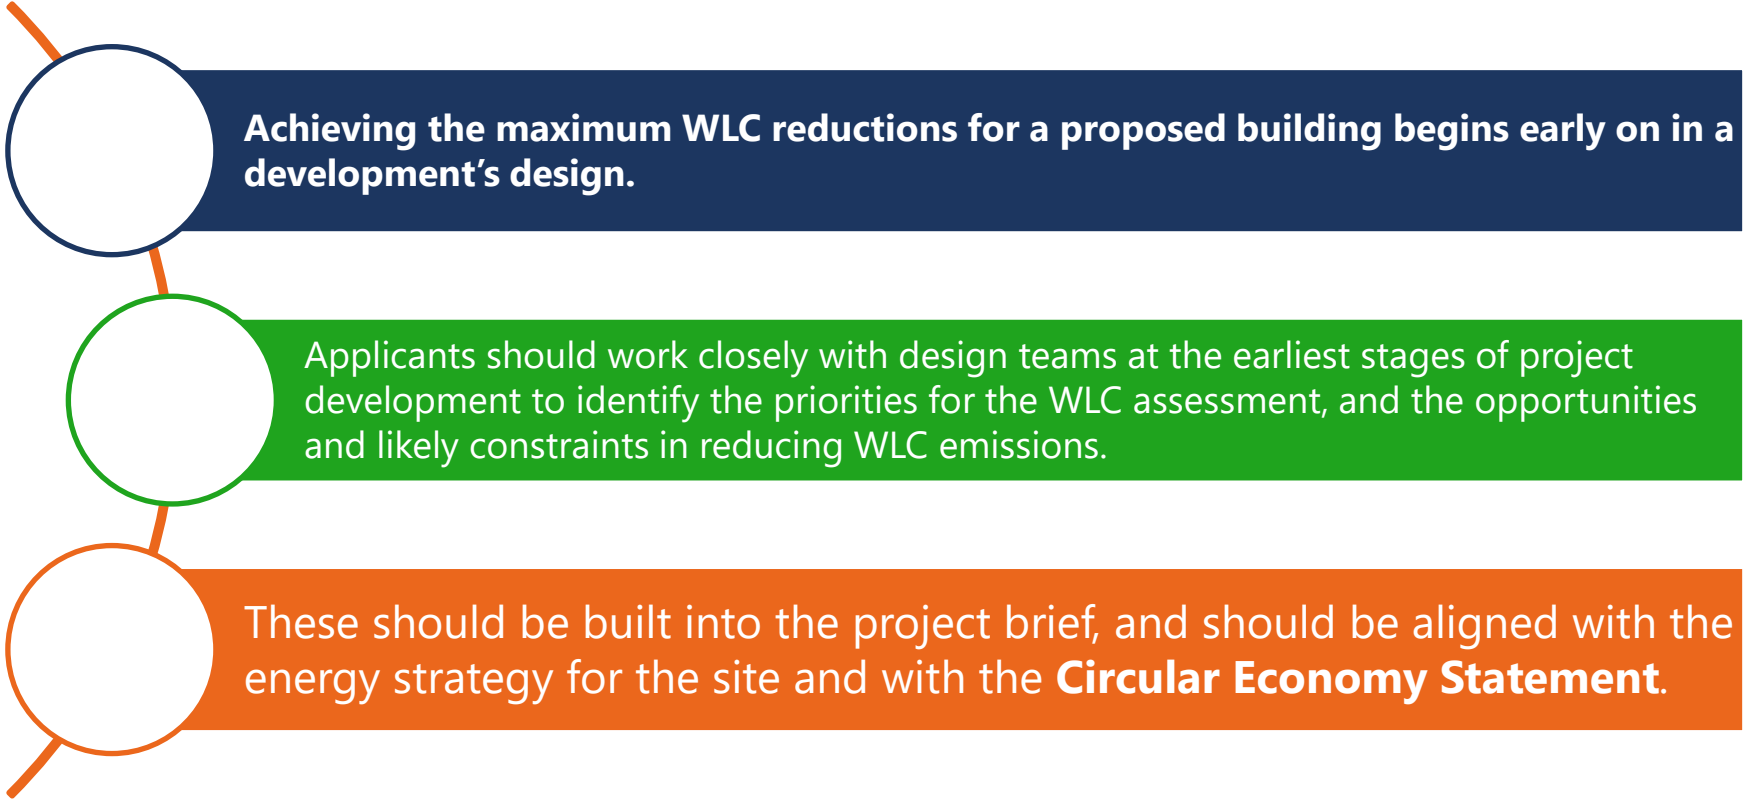 Achieving the maximum WLC reductions for a proposed building begins early on in a
development’s design.
Applicants should work closely with design teams at the earliest stages of project
development to identify the priorities for the WLC assessment, and the opportunities
and likely constraints in reducing WLC emissions.
These should be built into the project brief, and should be aligned with the
energy strategy for the site and with the Circular Economy Statement.